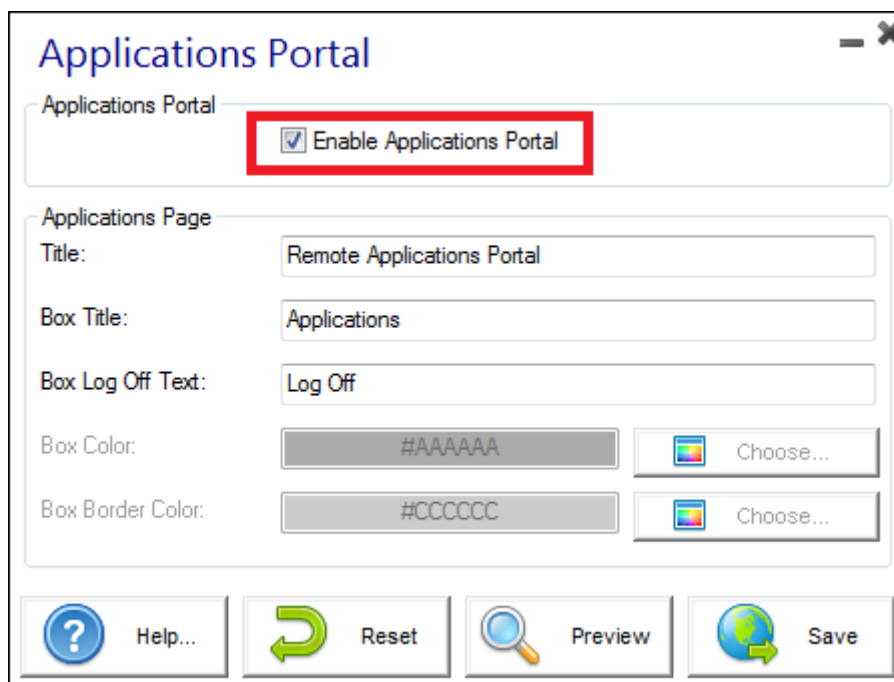 Applications Portal
Applications Portal
Enable Applications Portal
Applications Page
Title: Remote Applications Portal
Box Title: Applications
Box Log Off Text: Log Off
Box Color: #AAAAAA Choose...
Box Border Color: #CCCCCC Choose...
Help... Reset Preview Save